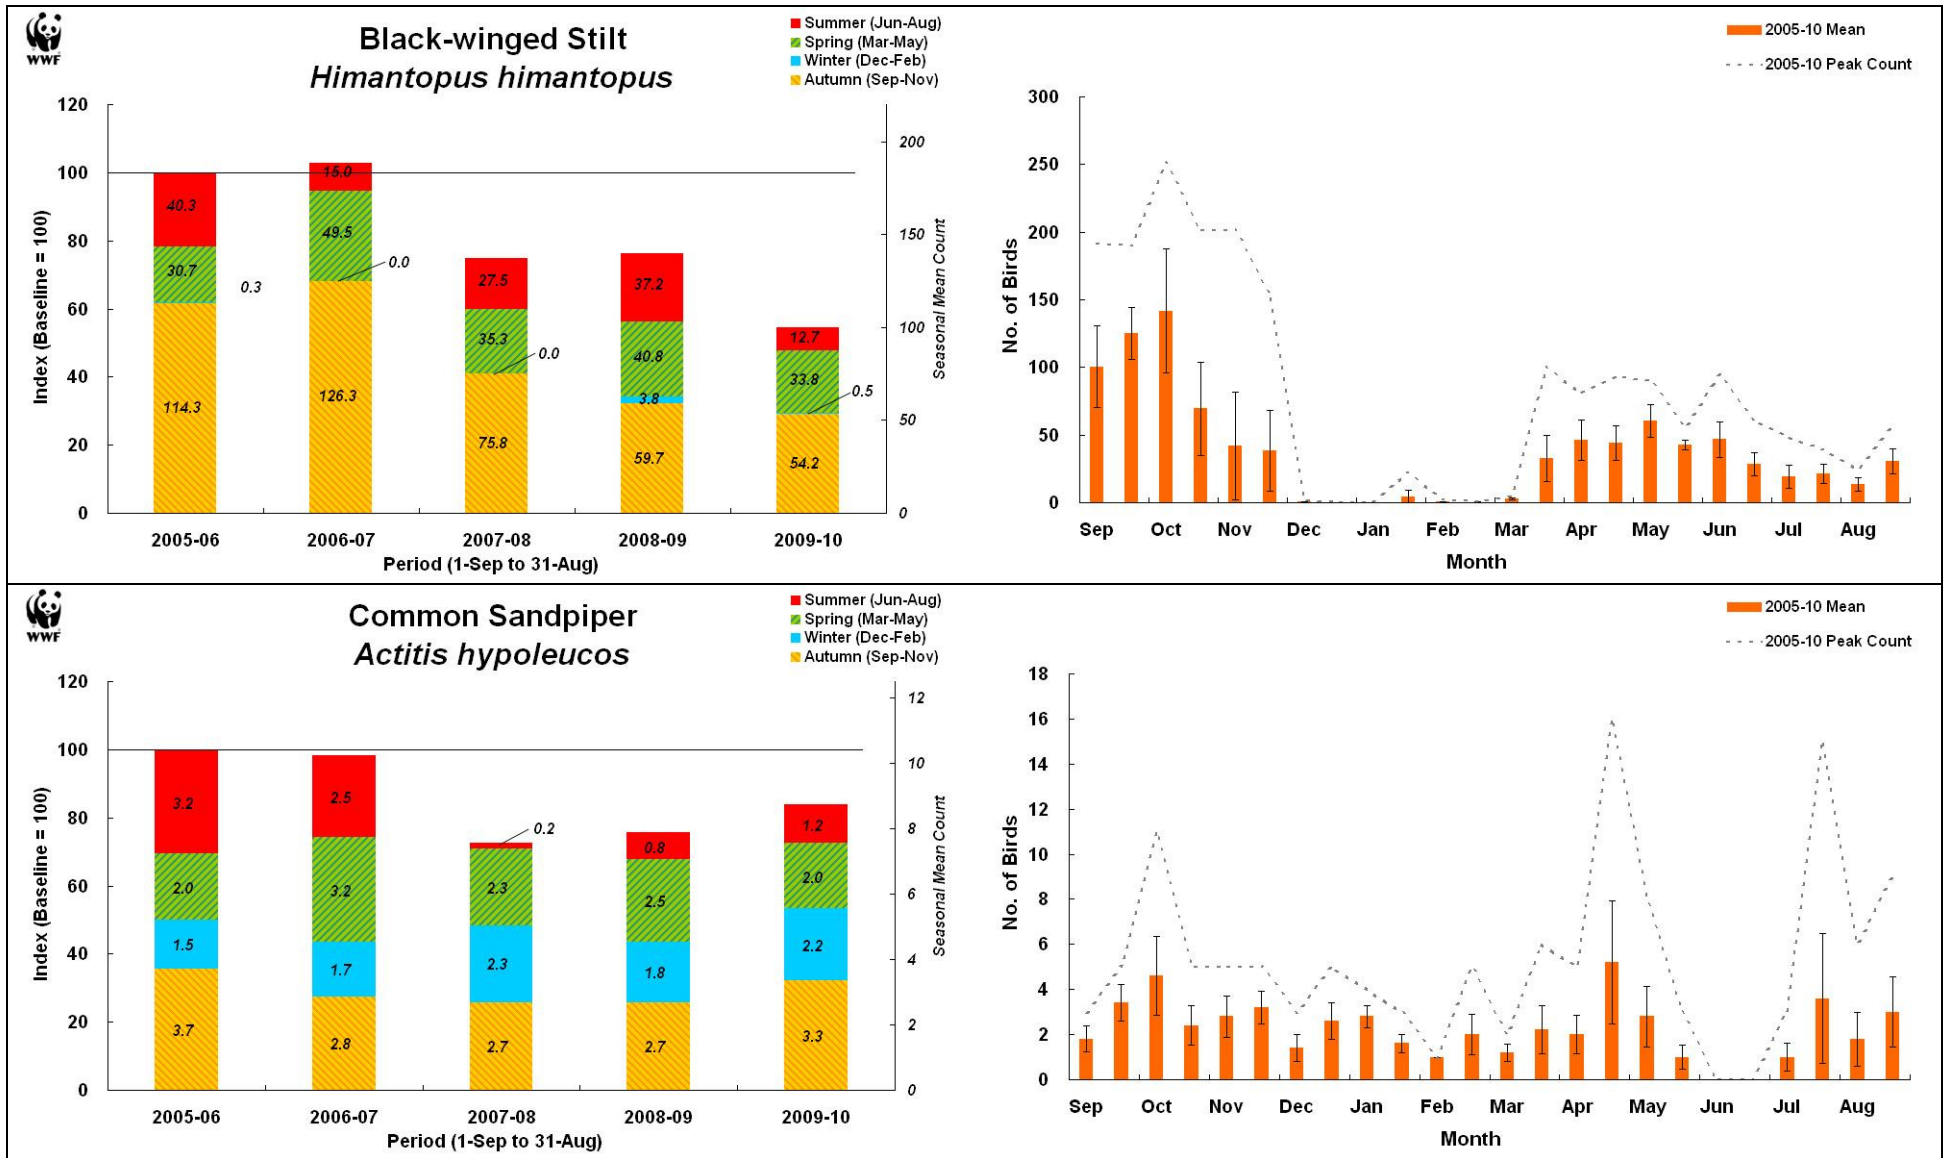 WWF
Black-winged Stilt
Himantopus himantopus
Summer (Jun-Aug)
Spring (Mar-May)
Winter (Dec-Feb)
Autumn (Sep-Nov)
Index (Baseline = 100)
120
100
80
60
40
20
0
40.3
30.7
0.3
114.3
15.0
49.5
0.0
126.3
27.5
35.3
0.0
75.8
37.2
40.8
3.8
59.7
12.7
33.8
0.5
54.2
200
150
100
50
0
Seasonal Mean Count
2005-06 2006-07 2007-08 2008-09 2009-10
Period (1-Sep to 31-Aug)
2005-10 Mean
2005-10 Peak Count
No. of Birds
300
250
200
150
100
50
0
Sep Oct Nov Dec Jan Feb Mar Apr May Jun Jul Aug
Month
WWF
Common Sandpiper
Actitis hypoleucos
Summer (Jun-Aug)
Spring (Mar-May)
Winter (Dec-Feb)
Autumn (Sep-Nov)
Index (Baseline = 100)
120
100
80
60
40
20
0
3.2
2.0
1.5
3.7
2.5
3.2
1.7
2.8
0.2
2.3
2.3
2.7
0.8
2.5
1.8
2.7
1.2
2.0
2.2
3.3
12
10
8
6
4
2
0
Seasonal Mean Count
2005-06 2006-07 2007-08 2008-09 2009-10
Period (1-Sep to 31-Aug)
2005-10 Mean
2005-10 Peak Count
No. of Birds
18
16
14
12
10
8
6
4
2
0
Sep Oct Nov Dec Jan Feb Mar Apr May Jun Jul Aug
Month